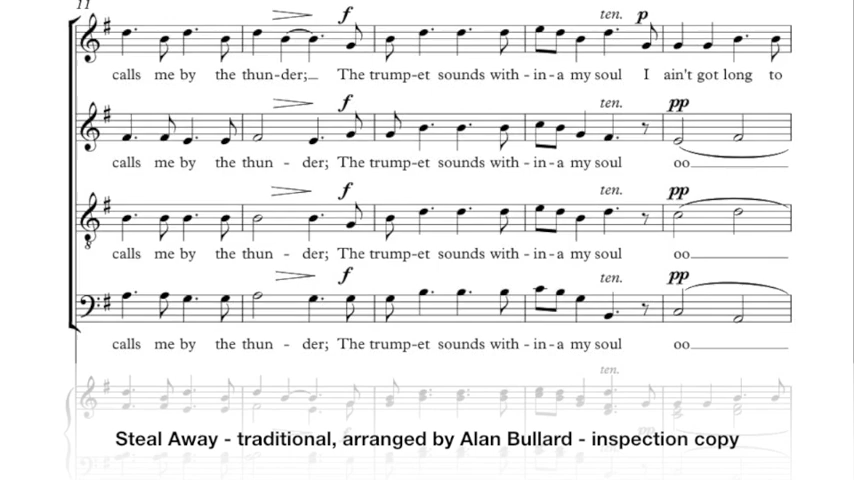 11
f
ten. p
calls me by the thun-der;_ The trump-et sounds with-in-a my soul I ain't got long to
f
ten. pp
calls me by the thun - der; The trump-et sounds with-in-a my soul oo
f
ten. pp
calls me by the thun - der; The trump-et sounds with-in-a my soul oo
f
ten. pp
calls me by the thun - der; The trump-et sounds with-in-a my soul oo
ten.
Steal Away - traditional, arranged by Alan Bullard - inspection copy